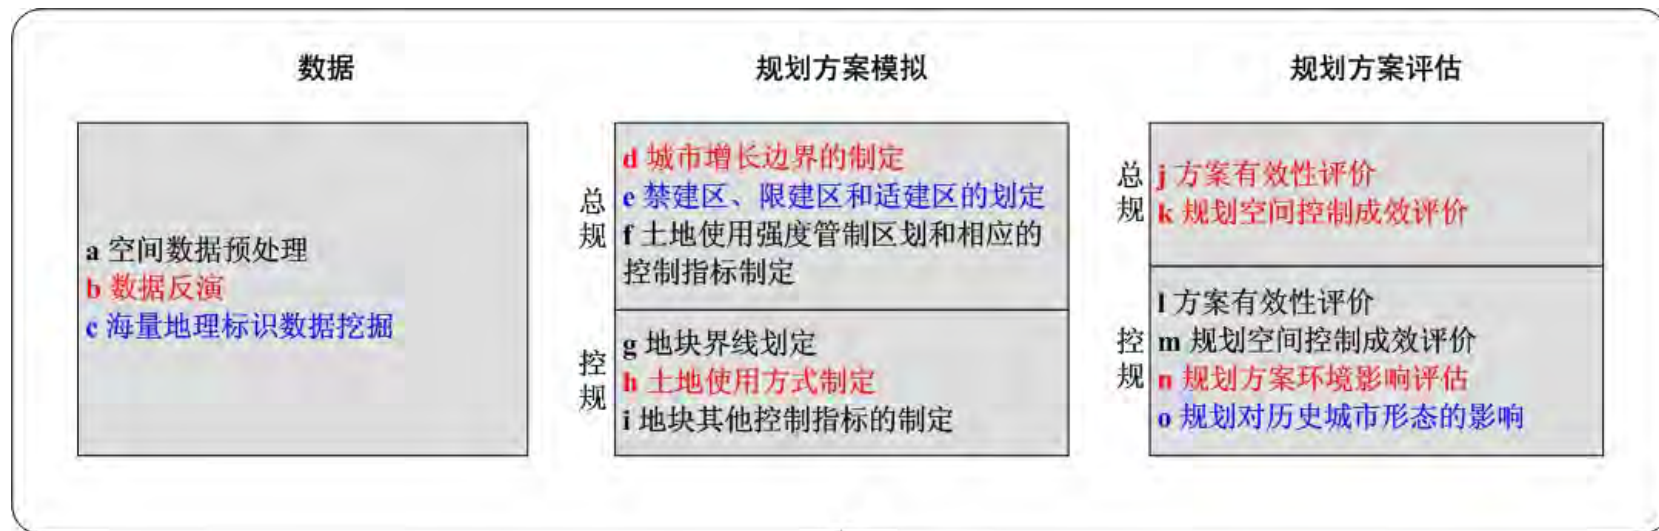 数据
a 空间数据预处理
b 数据反演
c 海量地理标识数据挖掘
规划方案模拟
总规
d 城市增长边界的制定
e 禁建区、限建区和适建区的划定
f 土地使用强度管制区划和相应的
控制指标制定
控规
g 地块界线划定
h 土地使用方式制定
i 地块其他控制指标的制定
规划方案评估
总规
j 方案有效性评价
k 规划空间控制成效评价
控规
l 方案有效性评价
m 规划空间控制成效评价
n 规划方案环境影响评估
o 规划对历史城市形态的影响